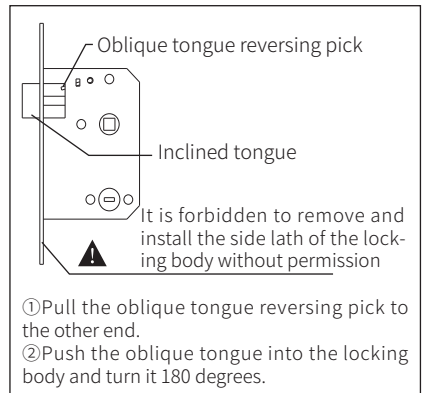 Oblique tongue reversing pick
Inclined tongue
It is forbidden to remove and
install the side lath of the lock-
ing body without permission
①Pull the oblique tongue reversing pick to
the other end.
②Push the oblique tongue into the locking
body and turn it 180 degrees.